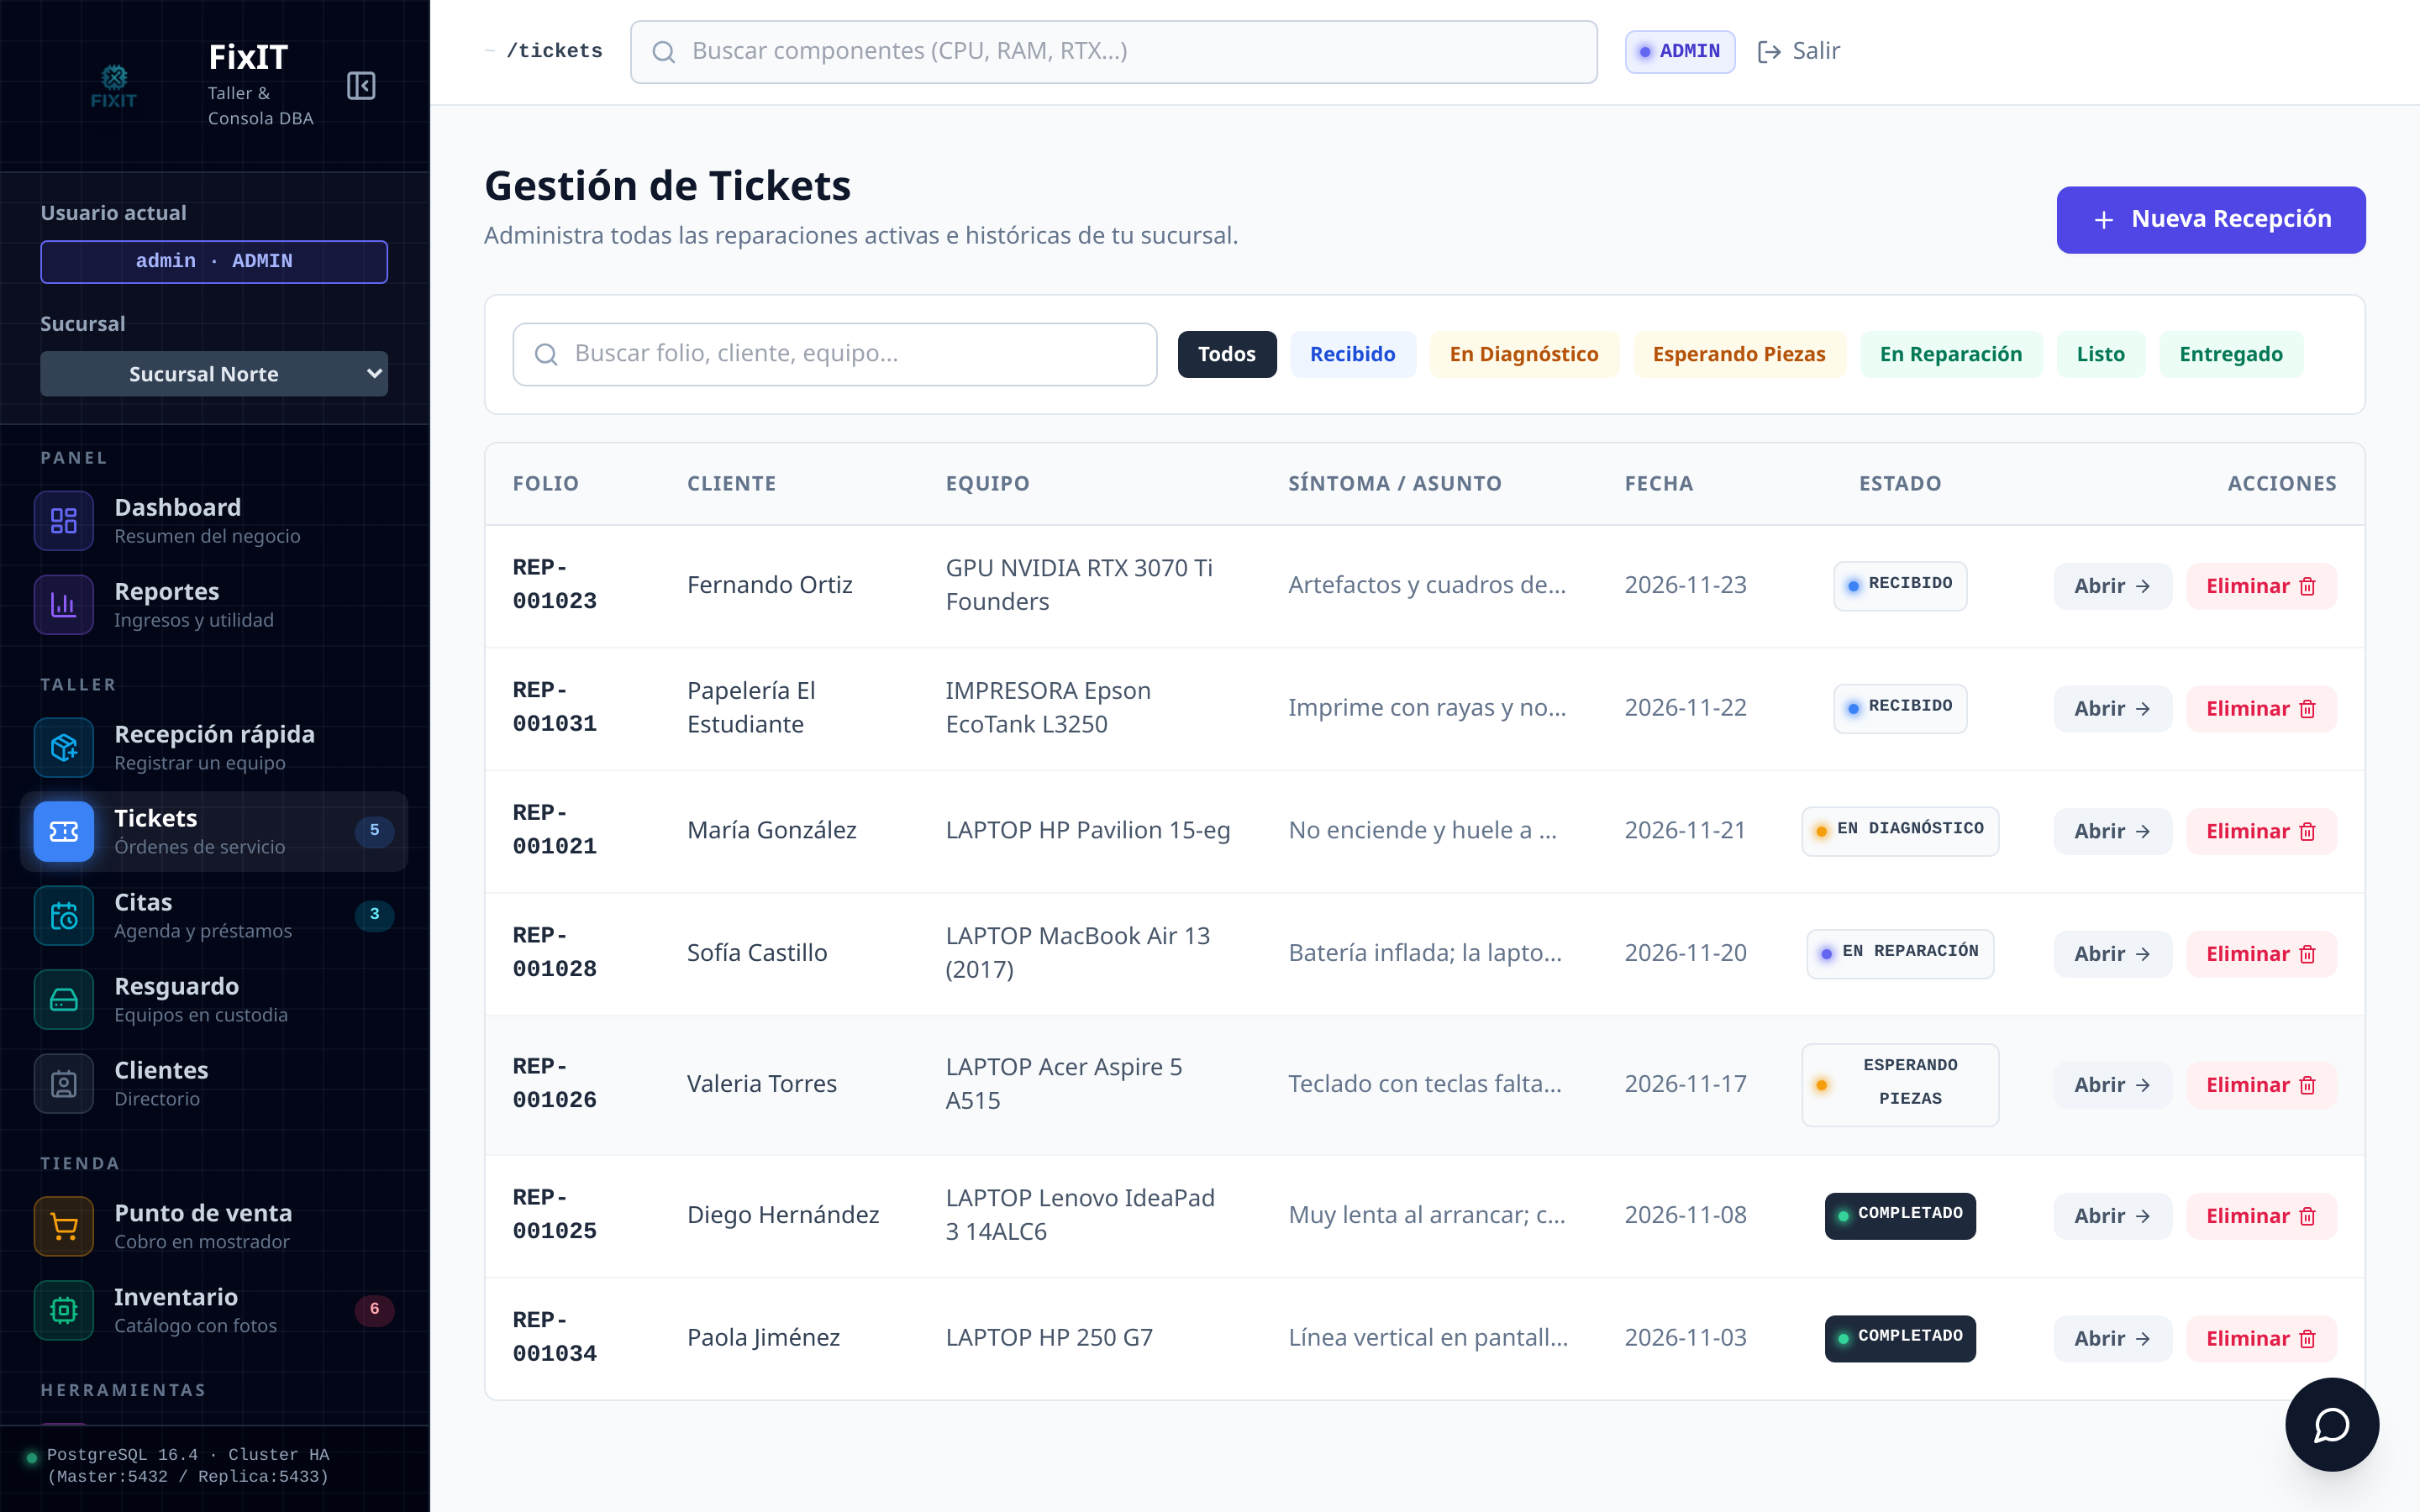 FIXIT
FixIT
Taller &
Consola DBA
Usuario actual
admin · ADMIN
Sucursal
Sucursal Norte
PANEL
Dashboard
Resumen del negocio
Reportes
Ingresos y utilidad
TALLER
Recepción rápida
Registrar un equipo
Tickets
Órdenes de servicio
5
Citas
Agenda y préstamos
3
Resguardo
Equipos en custodia
Clientes
Directorio
TIENDA
Punto de venta
Cobro en mostrador
Inventario
Catálogo con fotos
6
HERRAMIENTAS
PostgreSQL 16.4 · Cluster HA
(Master:5432 / Replica:5433)
~ /tickets
Buscar componentes (CPU, RAM, RTX...)
ADMIN
Salir
Gestión de Tickets
Administra todas las reparaciones activas e históricas de tu sucursal.
+ Nueva Recepción
Buscar folio, cliente, equipo...
Todos Recibido En Diagnóstico Esperando Piezas En Reparación Listo Entregado
FOLIO CLIENTE EQUIPO SÍNTOMA / ASUNTO FECHA ESTADO ACCIONES
REP-
001023
Fernando Ortiz
GPU NVIDIA RTX 3070 Ti
Founders
Artefactos y cuadros de...
2026-11-23
RECIBIDO
Abrir →
Eliminar
REP-
001031
Papelería El
Estudiante
IMPRESORA Epson
EcoTank L3250
Imprime con rayas y no...
2026-11-22
RECIBIDO
Abrir →
Eliminar
REP-
001021
María González
LAPTOP HP Pavilion 15-eg
No enciende y huele a ...
2026-11-21
EN DIAGNÓSTICO
Abrir →
Eliminar
REP-
001028
Sofía Castillo
LAPTOP MacBook Air 13
(2017)
Batería inflada; la lapto...
2026-11-20
EN REPARACIÓN
Abrir →
Eliminar
REP-
001026
Valeria Torres
LAPTOP Acer Aspire 5
A515
Teclado con teclas falta...
2026-11-17
ESPERANDO
PIEZAS
Abrir →
Eliminar
REP-
001025
Diego Hernández
LAPTOP Lenovo IdeaPad
3 14ALC6
Muy lenta al arrancar; c...
2026-11-08
COMPLETADO
Abrir →
Eliminar
REP-
001034
Paola Jiménez
LAPTOP HP 250 G7
Línea vertical en pantall...
2026-11-03
COMPLETADO
Abrir →
Eliminar